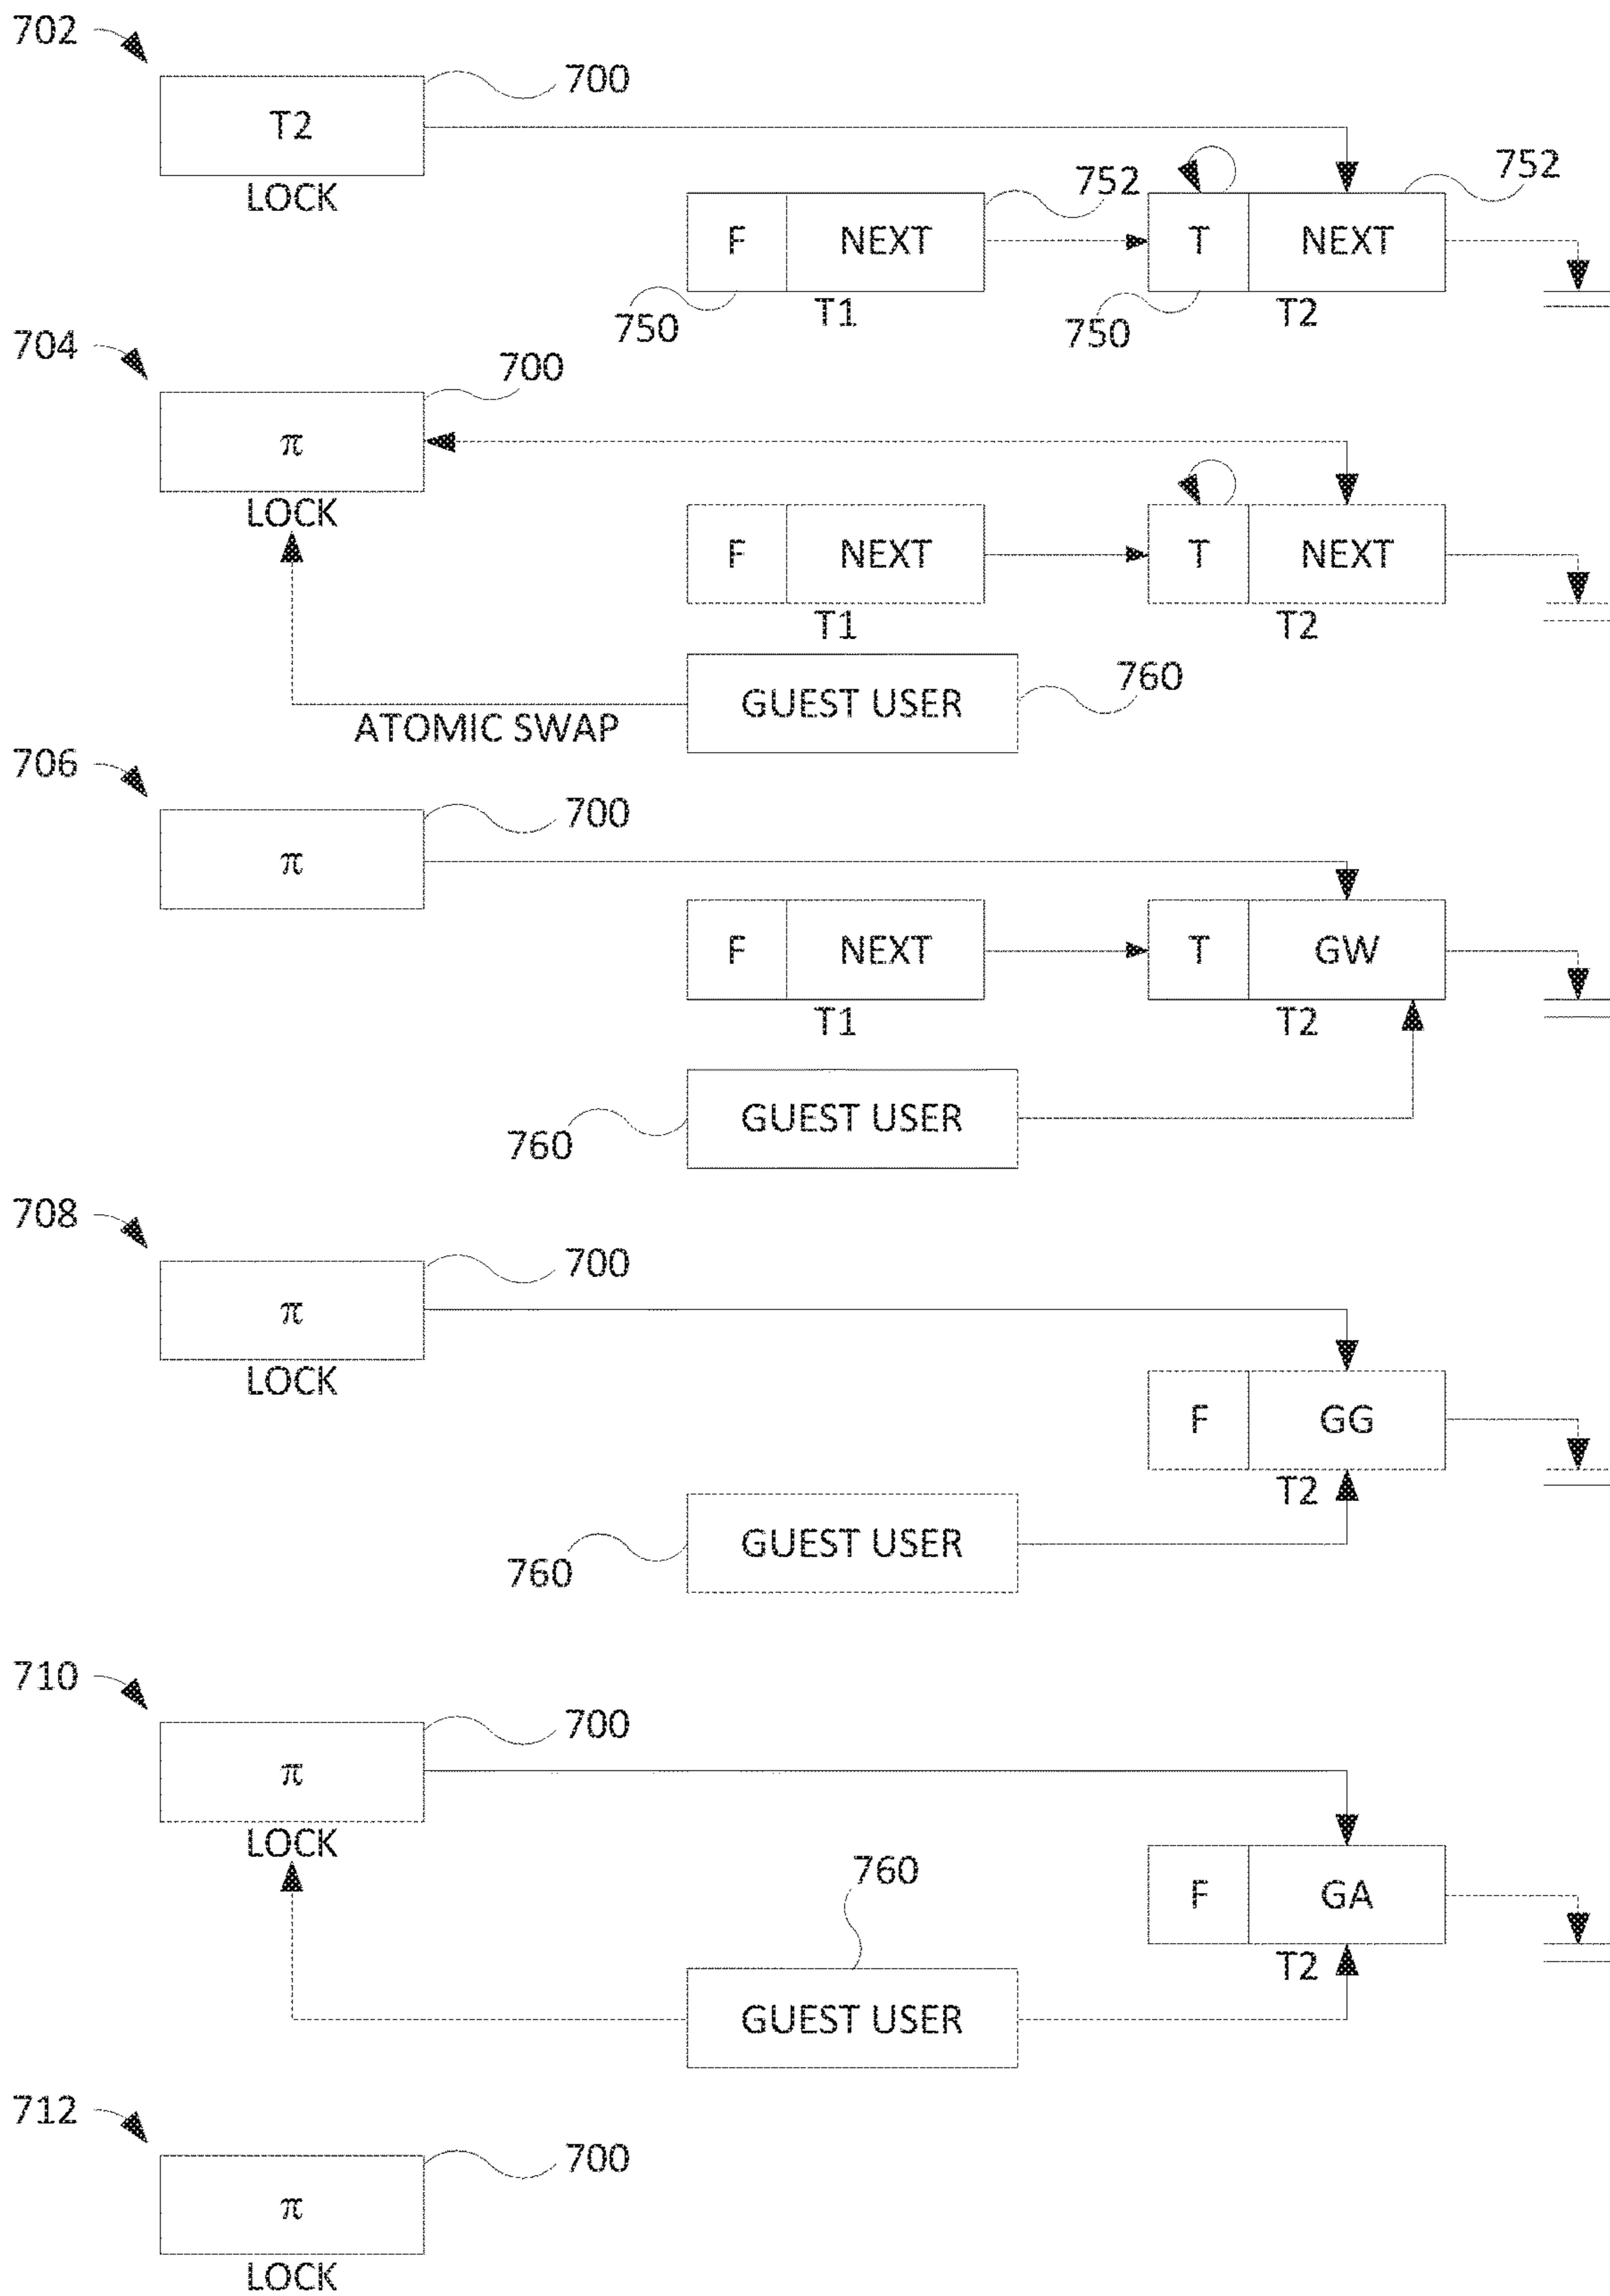 702
700
T2
LOCK
752
752
F NEXT
T NEXT
750
T1
750
T2
704
700
π
LOCK
F NEXT
T NEXT
T1
T2
GUEST USER
760
ATOMIC SWAP
706
700
π
F NEXT
T GW
T1
T2
GUEST USER
760
708
700
π
LOCK
F GG
T2
GUEST USER
760
710
700
π
LOCK
760
F GA
T2
GUEST USER
712
700
π
LOCK